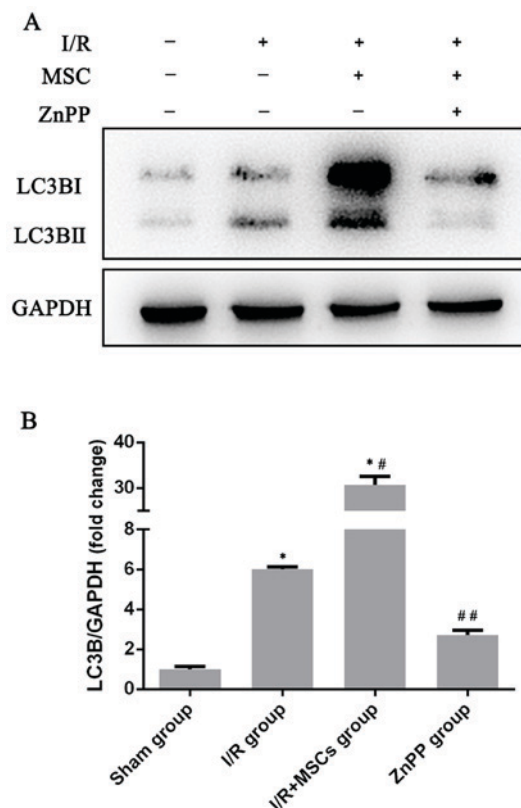 A
I/R − + + +
MSC − − + +
ZnPP − − − +
LC3BI
LC3BII
GAPDH
B
LC3B/GAPDH (fold change)
40
30
8
6
4
2
0
*
* #
# #
Sham group
I/R group
I/R+MSCs group
ZnPP group